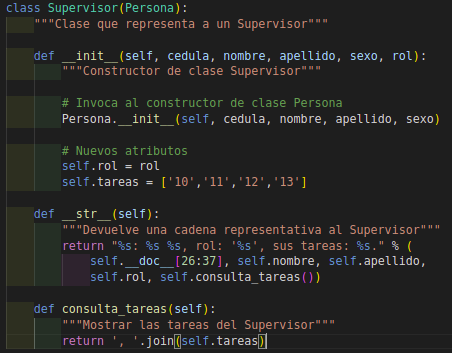 class Supervisor(Persona):
    """Clase que representa a un Supervisor"""

    def __init__(self, cedula, nombre, apellido, sexo, rol):
        """Constructor de clase Supervisor"""

        # Invoca al constructor de clase Persona
        Persona.__init__(self, cedula, nombre, apellido, sexo)

        # Nuevos atributos
        self.rol = rol
        self.tareas = ['10','11','12','13']

    def __str__(self):
        """Devuelve una cadena representativa al Supervisor"""
        return "%s: %s %s, rol: '%s', sus tareas: %s." % (
            self.__doc__[26:37], self.nombre, self.apellido,
            self.rol, self.consulta_tareas())

    def consulta_tareas(self):
        """Mostrar las tareas del Supervisor"""
        return ', '.join(self.tareas)